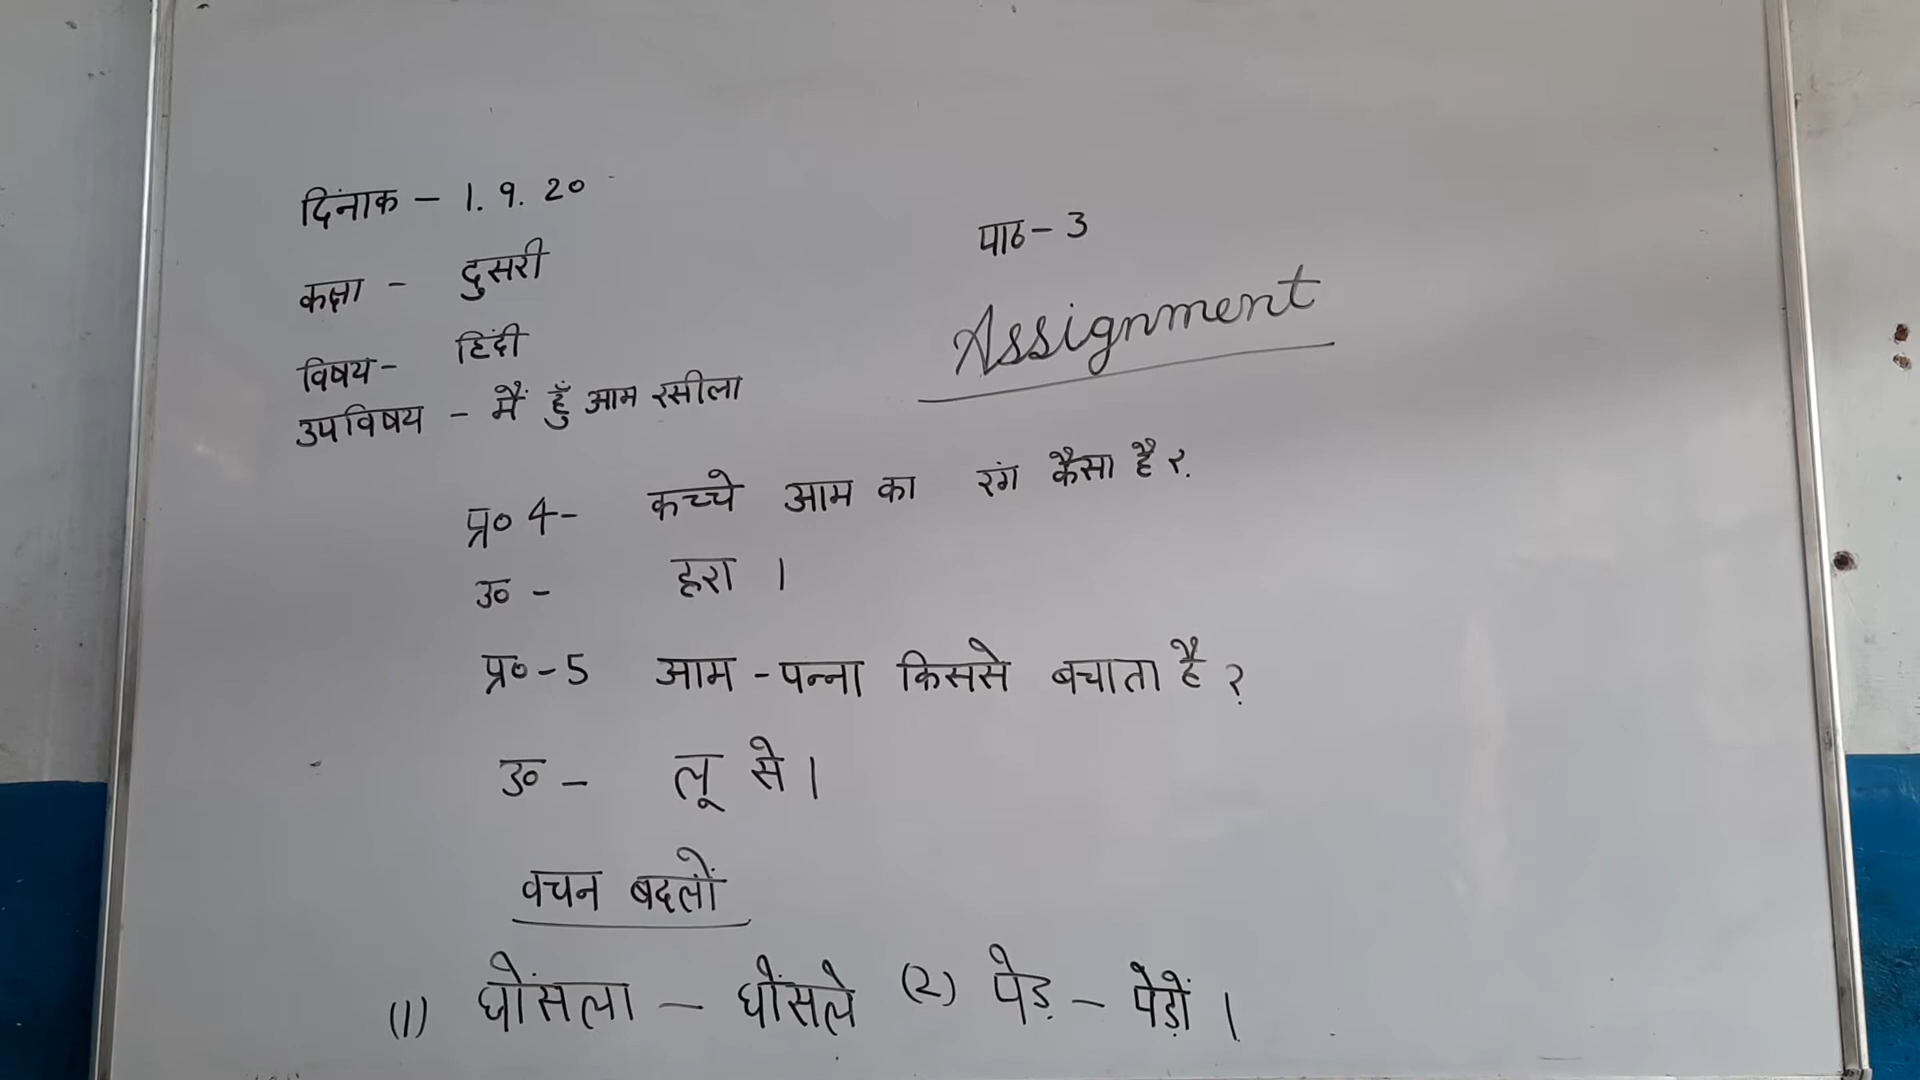 दिंनाक – 1. 9. 20
कक्षा – दुसरी
विषय – हिंदी
उपविषय – मैं हुँ आम रसीला
पाठ – 3
Assignment
प्र० 4- कच्चे आम का रंग कैसा है ?
उ० - हरा ।
प्र० - 5 आम - पन्ना किससे बचाता है ?
उ० – लू से ।
वचन बदलों
(1) घोंसला – घोंसले (2) पेड़ – पेड़ों ।